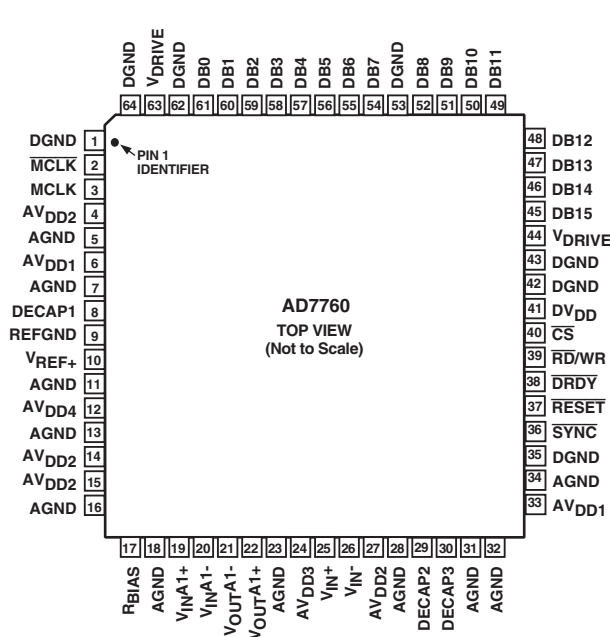 DGND
VDRIVE
DGND
DB0
DB1
DB2
DB3
DB4
DB5
DB6
DB7
DGND
DB8
DB9
DB10
DB11
64 63 62 61 60 59 58 57 56 55 54 53 52 51 50 49
DGND 1
MCLK 2
MCLK 3
AVDD2 4
AGND 5
AVDD1 6
AGND 7
DECAP1 8
REFGND 9
VREF+ 10
AGND 11
AVDD4 12
AGND 13
AVDD2 14
AVDD2 15
AGND 16
PIN 1
IDENTIFIER
AD7760
TOP VIEW
(Not to Scale)
48 DB12
47 DB13
46 DB14
45 DB15
44 VDRIVE
43 DGND
42 DGND
41 DVDD
40 CS
39 RD/WR
38 DRDY
37 RESET
36 SYNC
35 DGND
34 AGND
33 AVDD1
17 18 19 20 21 22 23 24 25 26 27 28 29 30 31 32
RBIAS
AGND
VINA1+
VINA1-
VOUTA1-
VOUTA1+
AGND
AVDD3
VIN+
VIN-
AVDD2
AGND
DECAP2
DECAP3
AGND
AGND